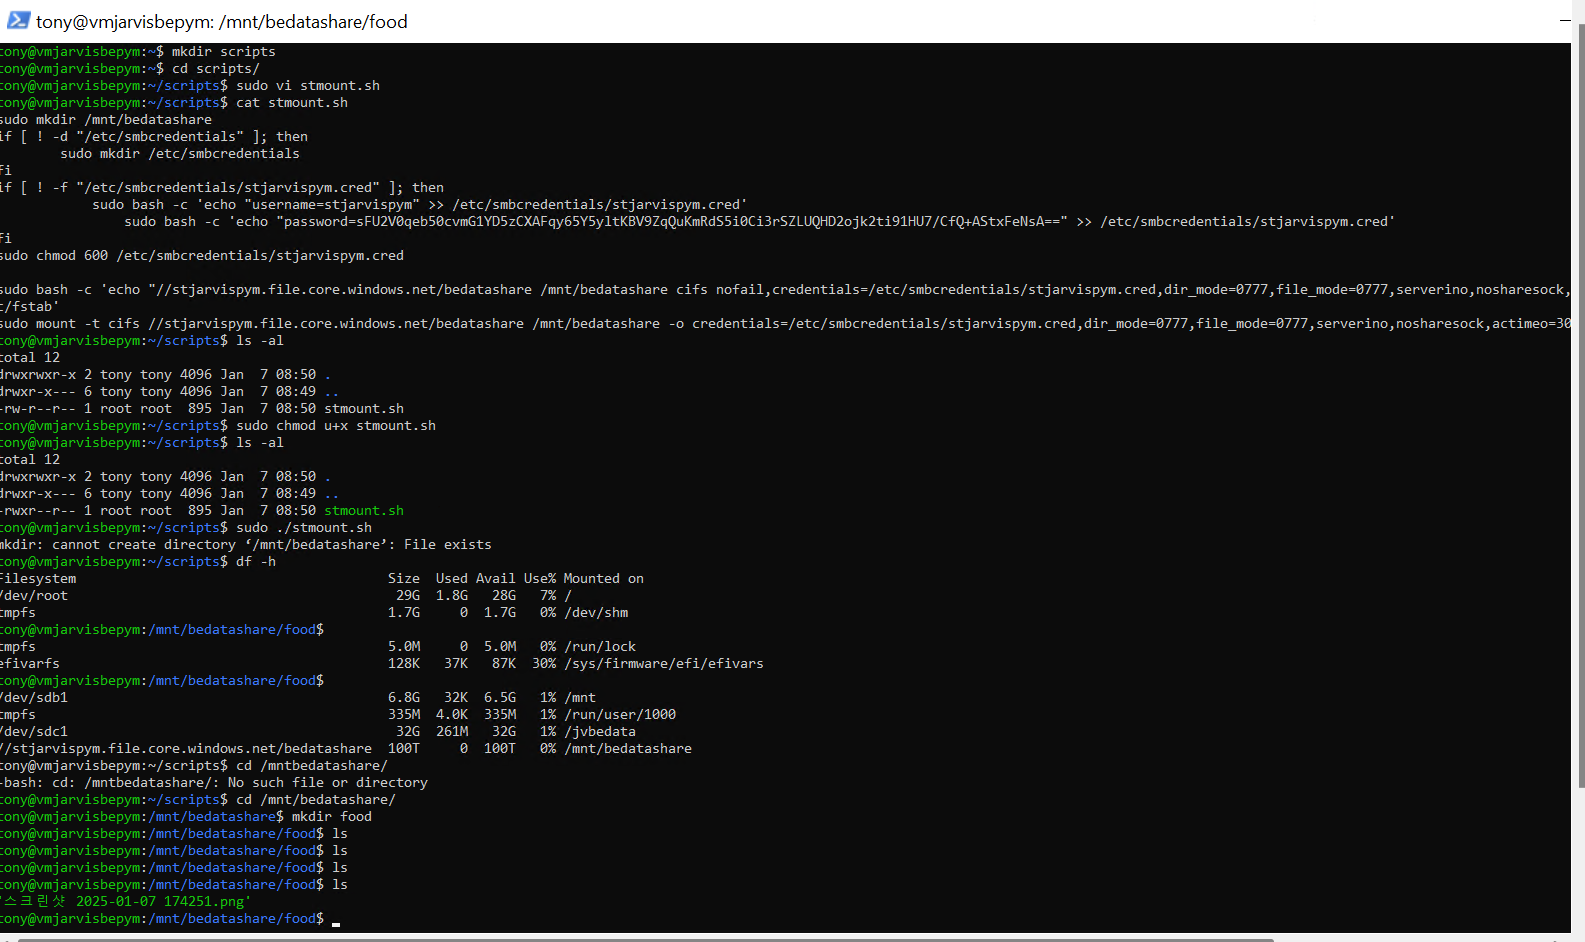 tony@vmjarvisbepym: /mnt/bedatashare/food
tony@vmjarvisbepym:~$ mkdir scripts
tony@vmjarvisbepym:~$ cd scripts/
tony@vmjarvisbepym:~/scripts$ sudo vi stmount.sh
tony@vmjarvisbepym:~/scripts$ cat stmount.sh
sudo mkdir /mnt/bedatashare
if [ ! -d "/etc/smbcredentials" ]; then
        sudo mkdir /etc/smbcredentials
fi
if [ ! -f "/etc/smbcredentials/stjarvispym.cred" ]; then
            sudo bash -c 'echo "username=stjarvispym" >> /etc/smbcredentials/stjarvispym.cred'
                sudo bash -c 'echo "password=sFU2V0qeb50cvmG1YD5zCXAFqy65Y5yltKBV9ZqQuKmRdS5i0Ci3rSZLUQHD2ojk2ti91HU7/CfQ+AStxFeNsA==" >> /etc/smbcredentials/stjarvispym.cred'
fi
sudo chmod 600 /etc/smbcredentials/stjarvispym.cred
sudo bash -c 'echo "//stjarvispym.file.core.windows.net/bedatashare /mnt/bedatashare cifs nofail,credentials=/etc/smbcredentials/stjarvispym.cred,dir_mode=0777,file_mode=0777,serverino,nosharesock,
c/fstab'
sudo mount -t cifs //stjarvispym.file.core.windows.net/bedatashare /mnt/bedatashare -o credentials=/etc/smbcredentials/stjarvispym.cred,dir_mode=0777,file_mode=0777,serverino,nosharesock,actimeo=30
tony@vmjarvisbepym:~/scripts$ ls -al
total 12
drwxrwxr-x 2 tony tony 4096 Jan  7 08:50 .
drwxr-x--- 6 tony tony 4096 Jan  7 08:49 ..
-rw-r--r-- 1 root root  895 Jan  7 08:50 stmount.sh
tony@vmjarvisbepym:~/scripts$ sudo chmod u+x stmount.sh
tony@vmjarvisbepym:~/scripts$ ls -al
total 12
drwxrwxr-x 2 tony tony 4096 Jan  7 08:50 .
drwxr-x--- 6 tony tony 4096 Jan  7 08:49 ..
-rwxr--r-- 1 root root  895 Jan  7 08:50 stmount.sh
tony@vmjarvisbepym:~/scripts$ sudo ./stmount.sh
mkdir: cannot create directory ‘/mnt/bedatashare’: File exists
tony@vmjarvisbepym:~/scripts$ df -h
Filesystem                                       Size  Used Avail Use% Mounted on
/dev/root                                         29G  1.8G   28G   7% /
tmpfs                                            1.7G     0  1.7G   0% /dev/shm
tony@vmjarvisbepym:/mnt/bedatashare/food$
tmpfs                                            5.0M     0  5.0M   0% /run/lock
efivarfs                                         128K   37K   87K  30% /sys/firmware/efi/efivars
tony@vmjarvisbepym:/mnt/bedatashare/food$
/dev/sdb1                                        6.8G   32K  6.5G   1% /mnt
tmpfs                                            335M  4.0K  335M   1% /run/user/1000
/dev/sdc1                                         32G  261M   32G   1% /jvbedata
//stjarvispym.file.core.windows.net/bedatashare  100T     0  100T   0% /mnt/bedatashare
tony@vmjarvisbepym:~/scripts$ cd /mntbedatashare/
-bash: cd: /mntbedatashare/: No such file or directory
tony@vmjarvisbepym:~/scripts$ cd /mnt/bedatashare/
tony@vmjarvisbepym:/mnt/bedatashare$ mkdir food
tony@vmjarvisbepym:/mnt/bedatashare/food$ ls
tony@vmjarvisbepym:/mnt/bedatashare/food$ ls
tony@vmjarvisbepym:/mnt/bedatashare/food$ ls
tony@vmjarvisbepym:/mnt/bedatashare/food$ ls
'스크린샷 2025-01-07 174251.png'
tony@vmjarvisbepym:/mnt/bedatashare/food$